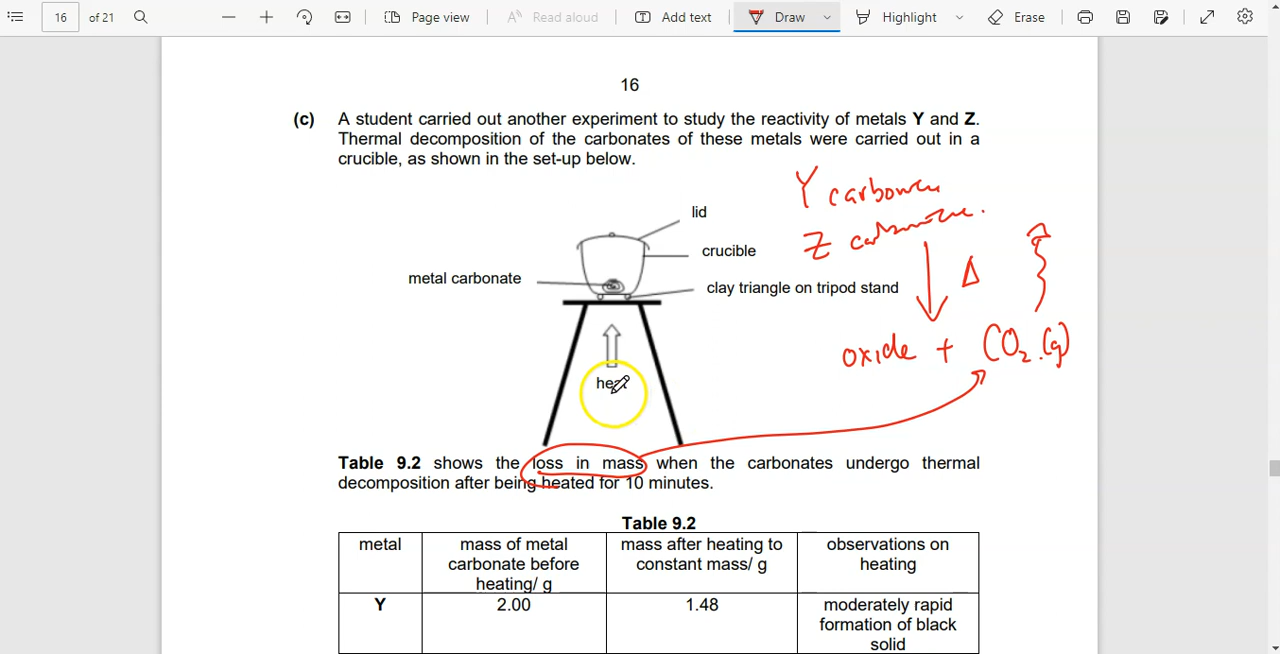 16 of 21 Page view Read aloud Add text Draw Highlight Erase
16
(c) A student carried out another experiment to study the reactivity of metals Y and Z.
Thermal decomposition of the carbonates of these metals were carried out in a
crucible, as shown in the set-up below.
Y
Z
lid
crucible
metal carbonate
clay triangle on tripod stand
Δ
oxide + CO2 (g)
Table 9.2 shows the loss in mass when the carbonates undergo thermal
decomposition after being heated for 10 minutes.
Table 9.2
metal
mass of metal
carbonate before
heating/ g
mass after heating to
constant mass/ g
observations on
heating
Y
2.00
1.48
moderately rapid
formation of black
solid